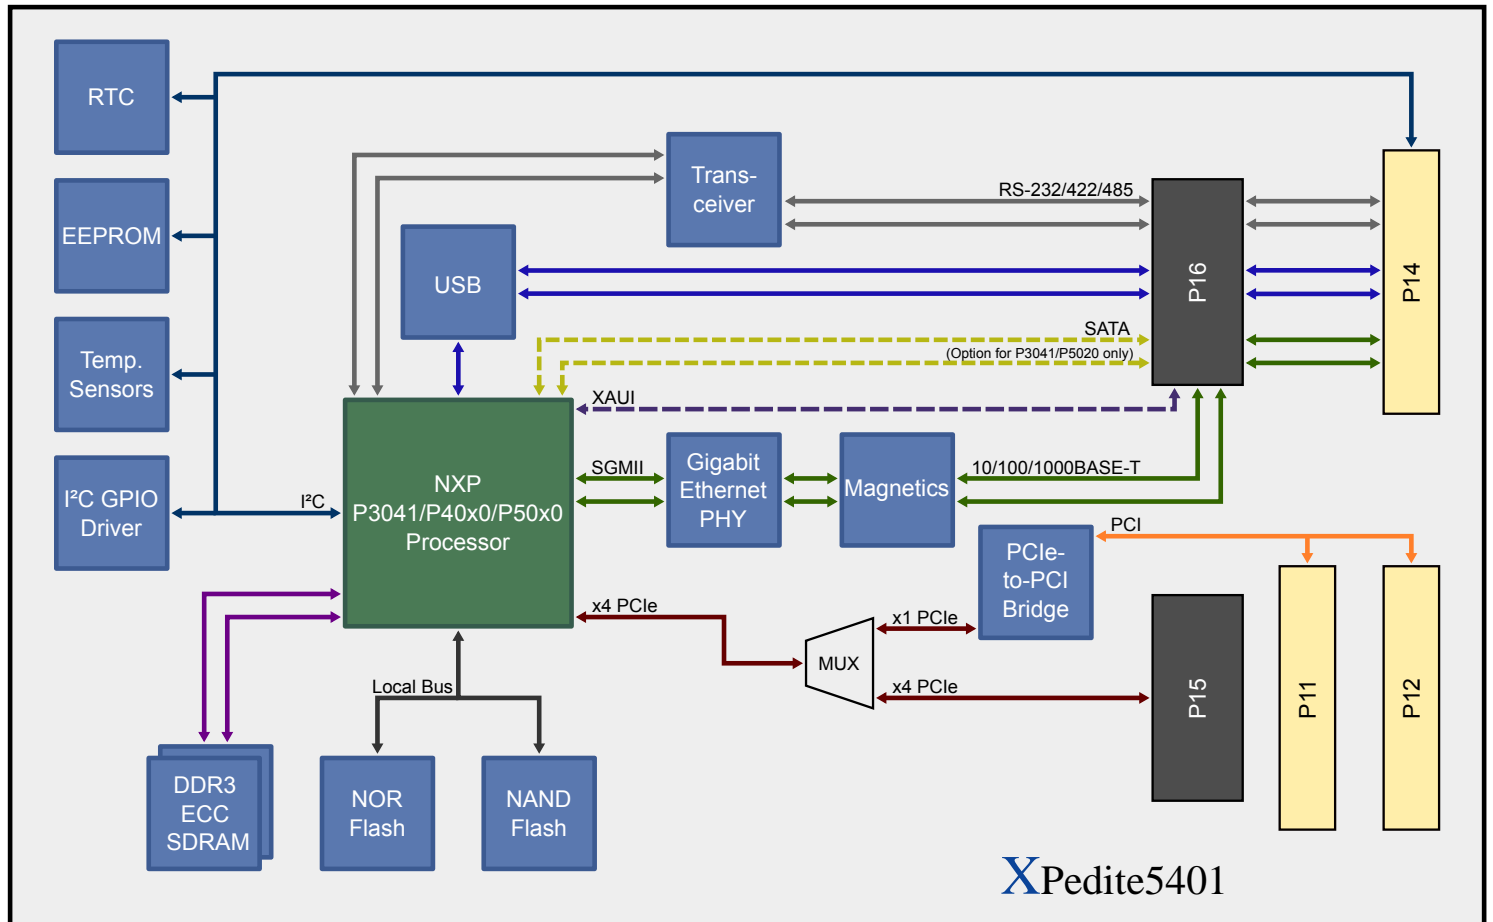 RTC
Trans-
ceiver
RS-232/422/485
EEPROM
USB
P16
P14
SATA
(Option for P3041/P5020 only)
Temp.
Sensors
XAUI
I²C GPIO
Driver
I²C
NXP
P3041/P40x0/P50x0
Processor
SGMII
Gigabit
Ethernet
PHY
Magnetics
10/100/1000BASE-T
PCI
PCIe-
to-PCI
Bridge
x4 PCIe
x1 PCIe
MUX
x4 PCIe
P15
P11
P12
Local Bus
DDR3
ECC
SDRAM
NOR
Flash
NAND
Flash
XPedite5401